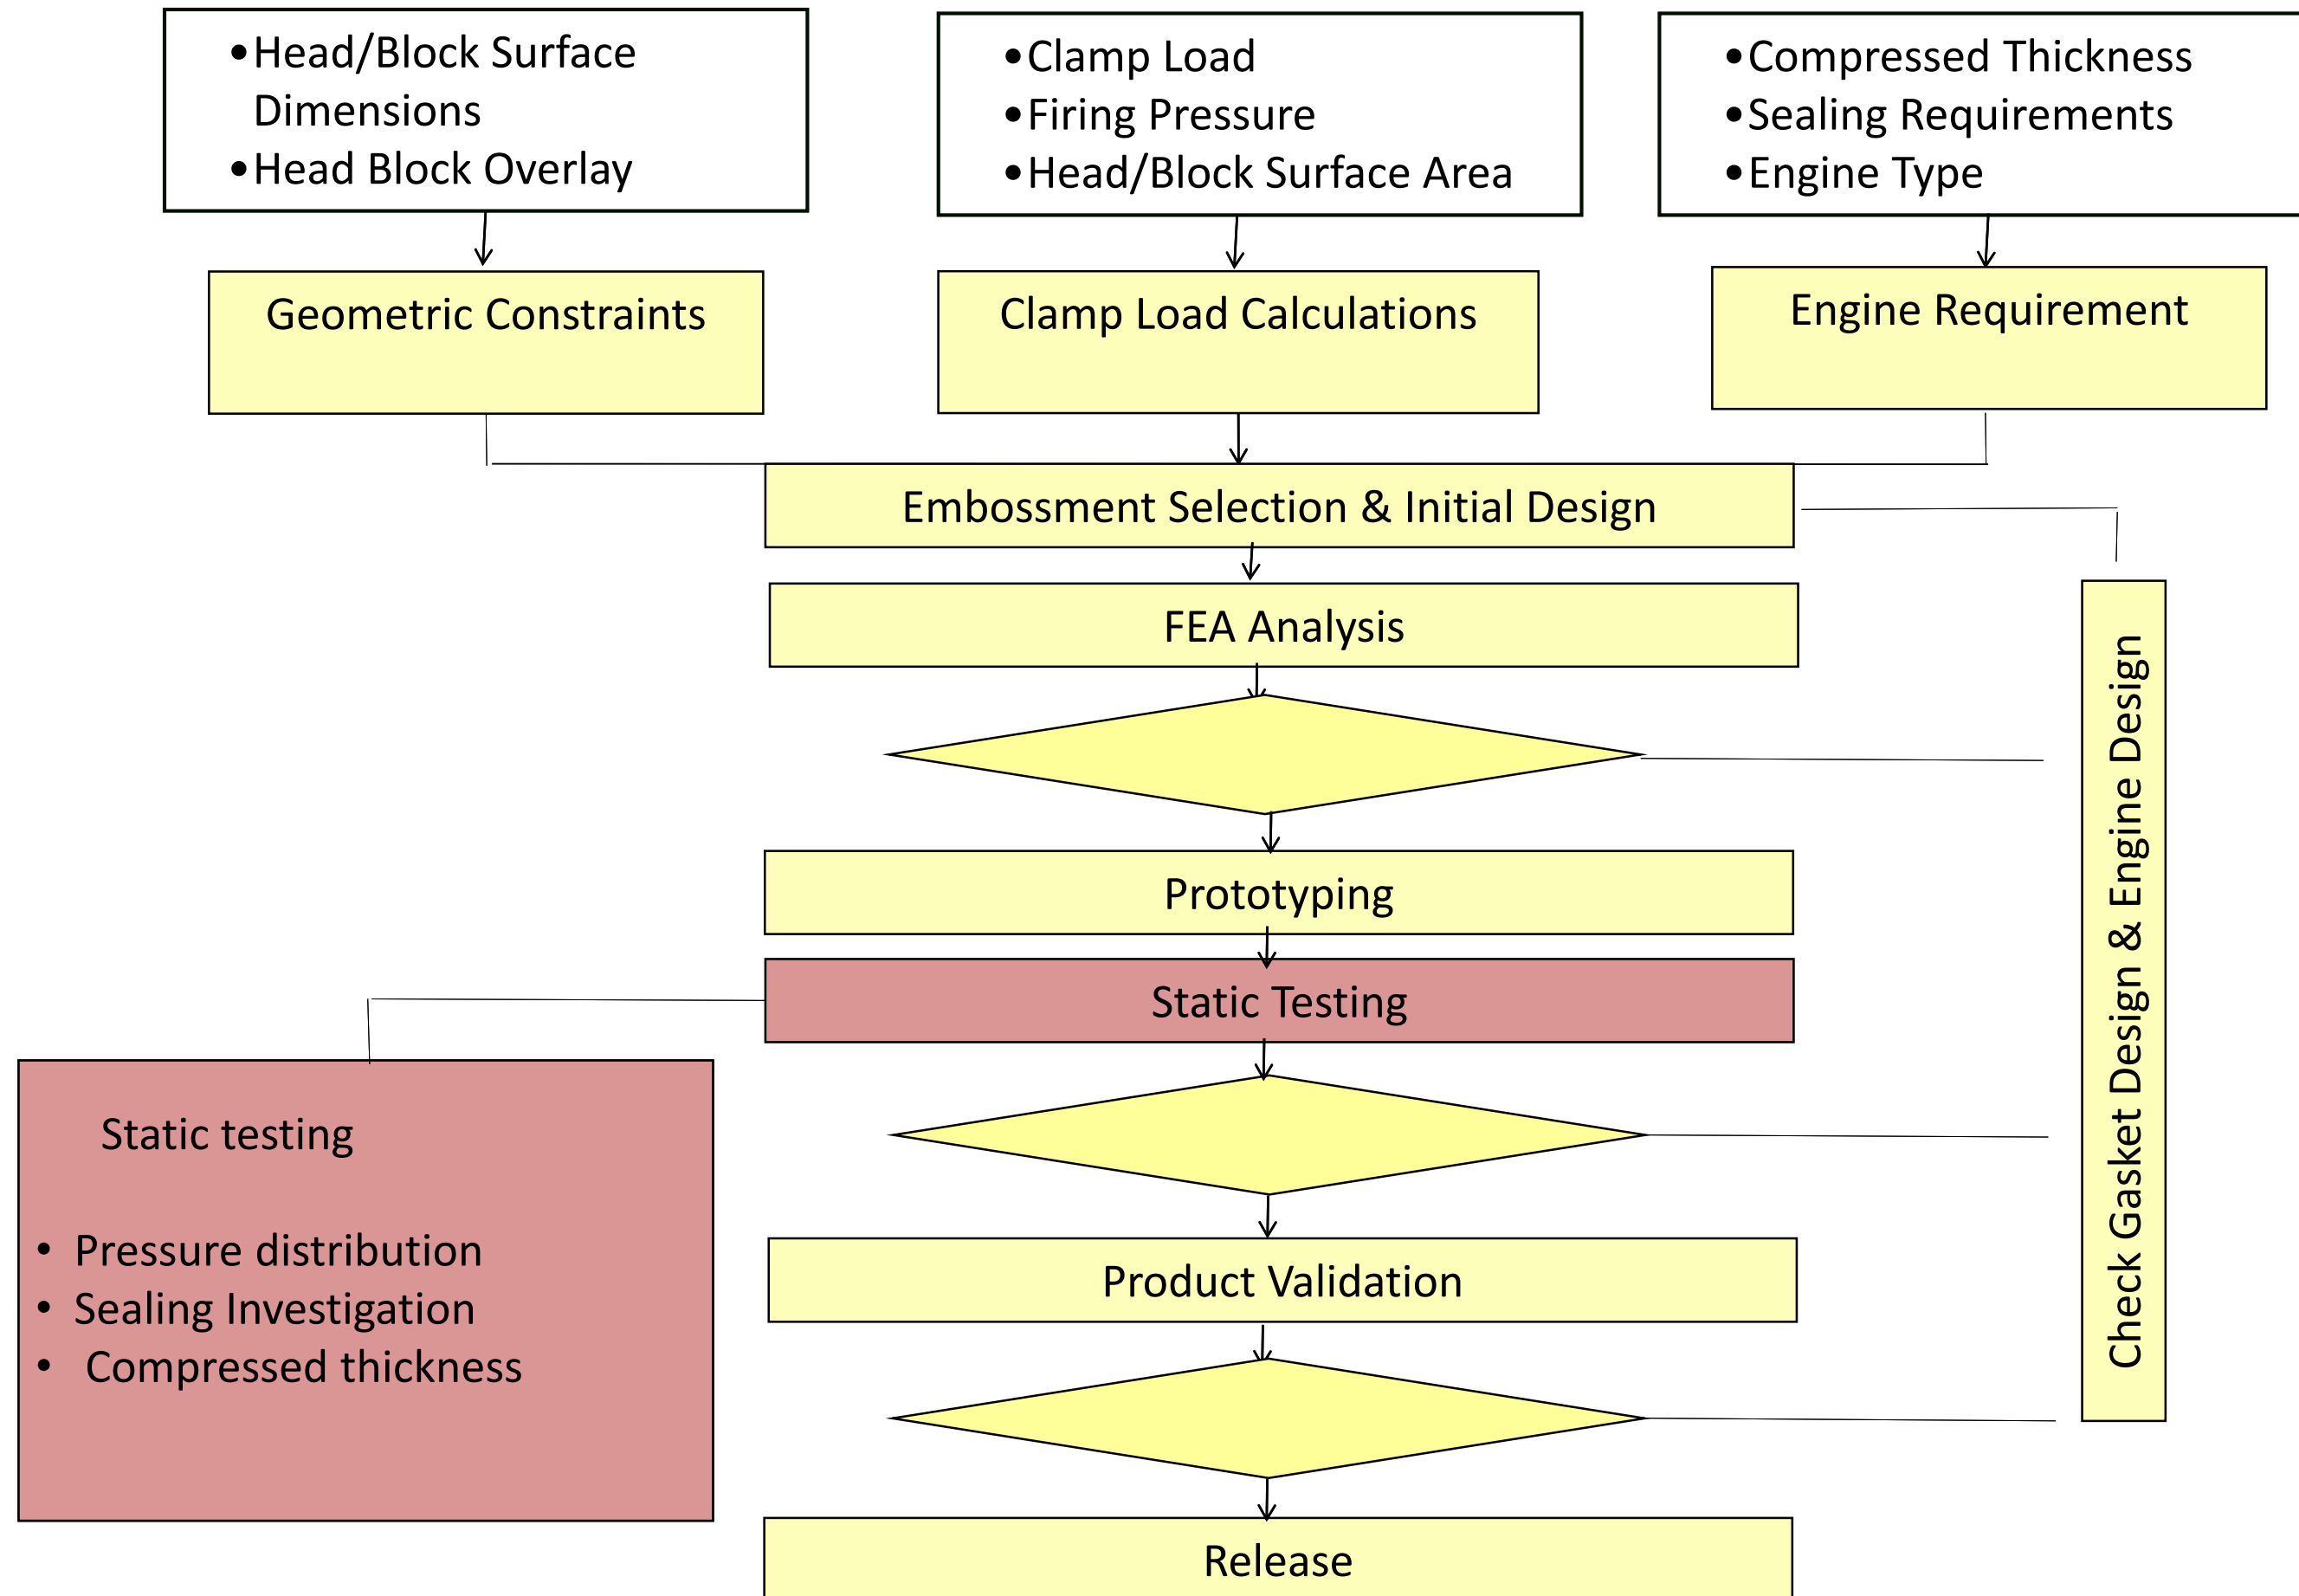 •Head/Block Surface
Dimensions
•Head Block Overlay
•Clamp Load
•Firing Pressure
•Head/Block Surface Area
•Compressed Thickness
•Sealing Requirements
•Engine Type
Geometric Constraints
Clamp Load Calculations
Engine Requirement
Embossment Selection & Initial Design
FEA Analysis
Prototyping
Static Testing
Check Gasket Design & Engine Design
Static testing
• Pressure distribution
• Sealing Investigation
• Compressed thickness
Product Validation
Release